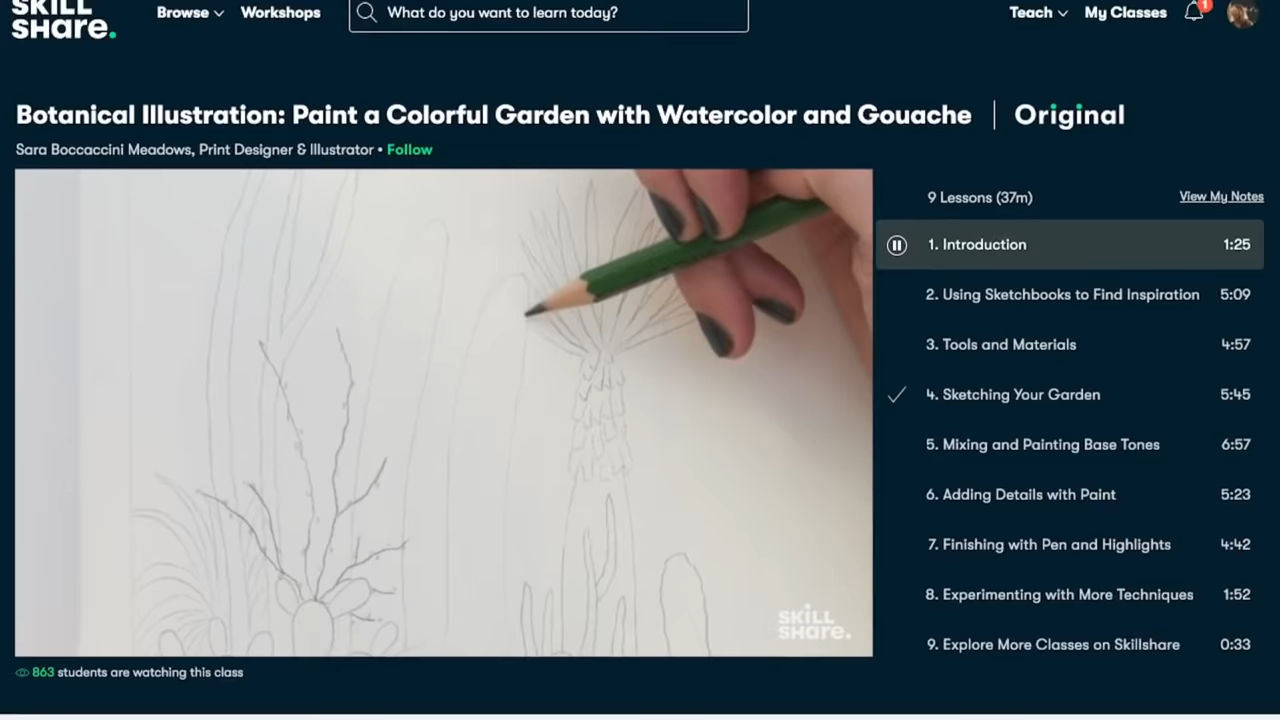 SKILL
SHare.
Browse
Workshops
What do you want to learn today?
Teach
My Classes
1
Botanical Illustration: Paint a Colorful Garden with Watercolor and Gouache | Original
Sara Boccaccini Meadows, Print Designer & Illustrator • Follow
9 Lessons (37m)
View My Notes
1. Introduction 1:25
2. Using Sketchbooks to Find Inspiration 5:09
3. Tools and Materials 4:57
4. Sketching Your Garden 5:45
5. Mixing and Painting Base Tones 6:57
6. Adding Details with Paint 5:23
7. Finishing with Pen and Highlights 4:42
8. Experimenting with More Techniques 1:52
9. Explore More Classes on Skillshare 0:33
SKILL
SHare.
863 students are watching this class